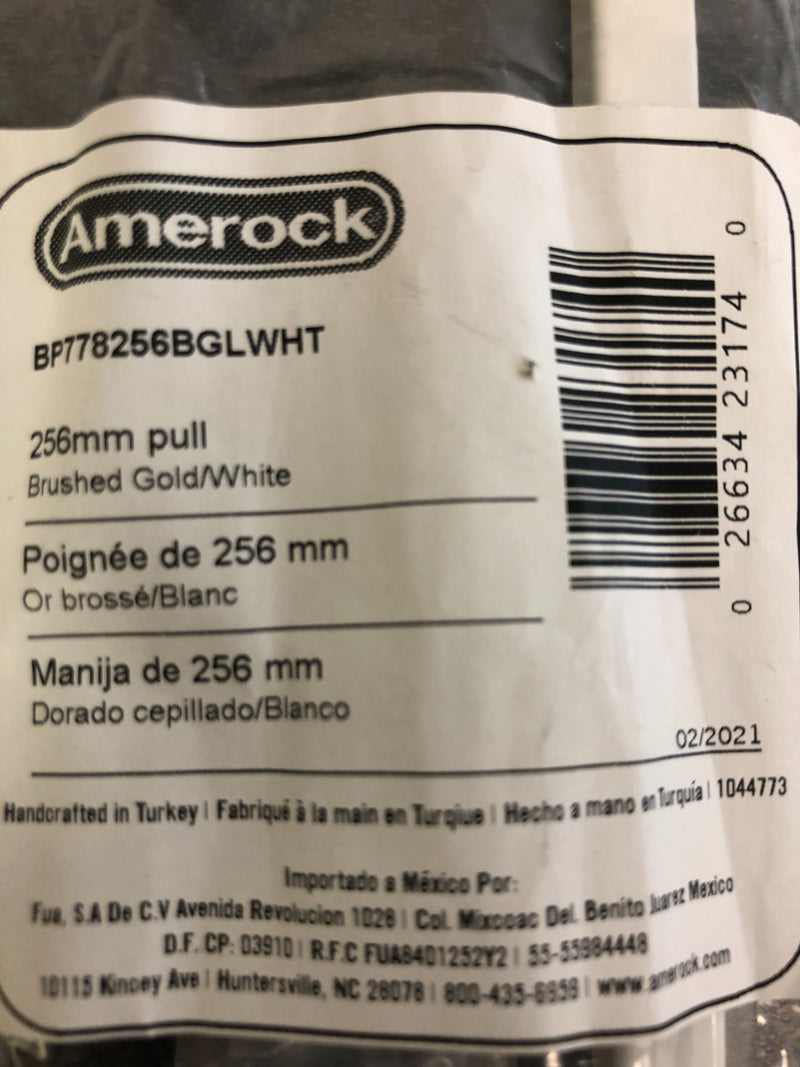 Amerock
BP778256BGLWHT
256mm pull
Brushed Gold/White
Poignée de 256 mm
Or brossé/Blanc
Manija de 256 mm
Dorado cepillado/Blanco
0 26634 23174 0
02/2021
Handcrafted in Turkey | Fabriqué à la main en Turqiue | Hecho a mano en Turquía | 1044773
Importado a México Por:
Fua, S.A De C.V Avenida Revolucion 1028 | Col. Mixcoac Del. Benito Juarez Mexico
D.F. CP: 03910 | R.F.C FUA8401252Y2 | 55-55984448
10115 Kincey Ave | Huntersville, NC 28078 | 800-435-6959 | www.amerock.com